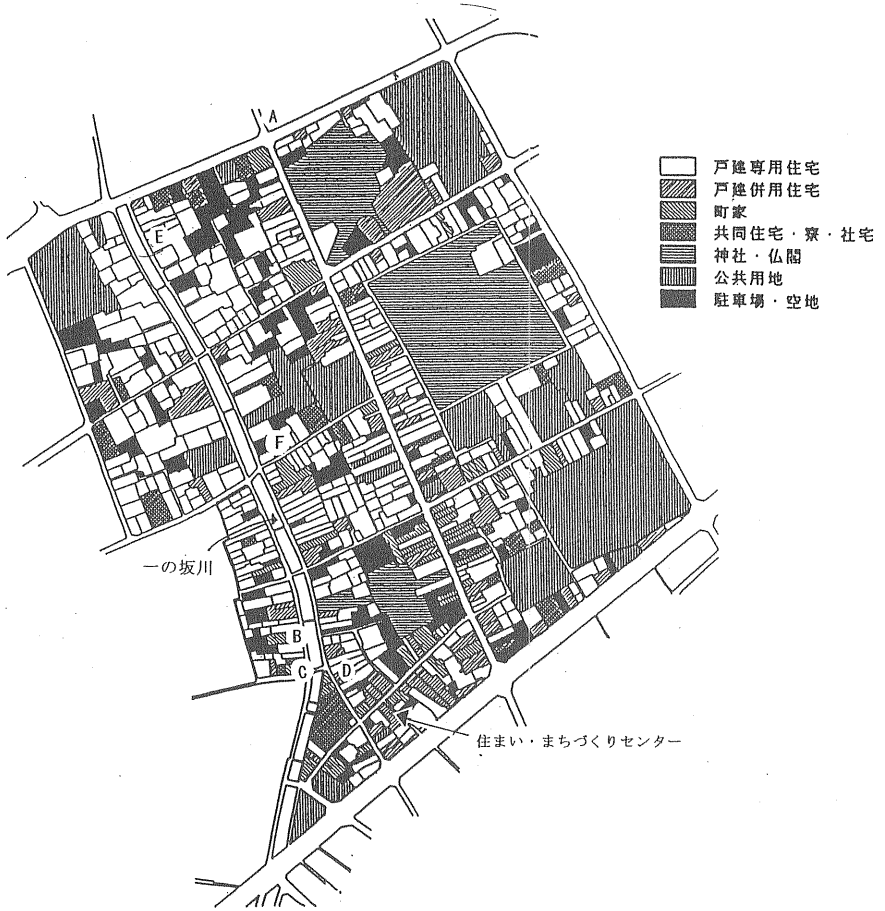 A
戸建専用住宅
戸建併用住宅
町家
共同住宅・寮・社宅
神社・仏閣
公共用地
駐車場・空地
E
F
一の坂川
B
C
D
住まい・まちづくりセンター